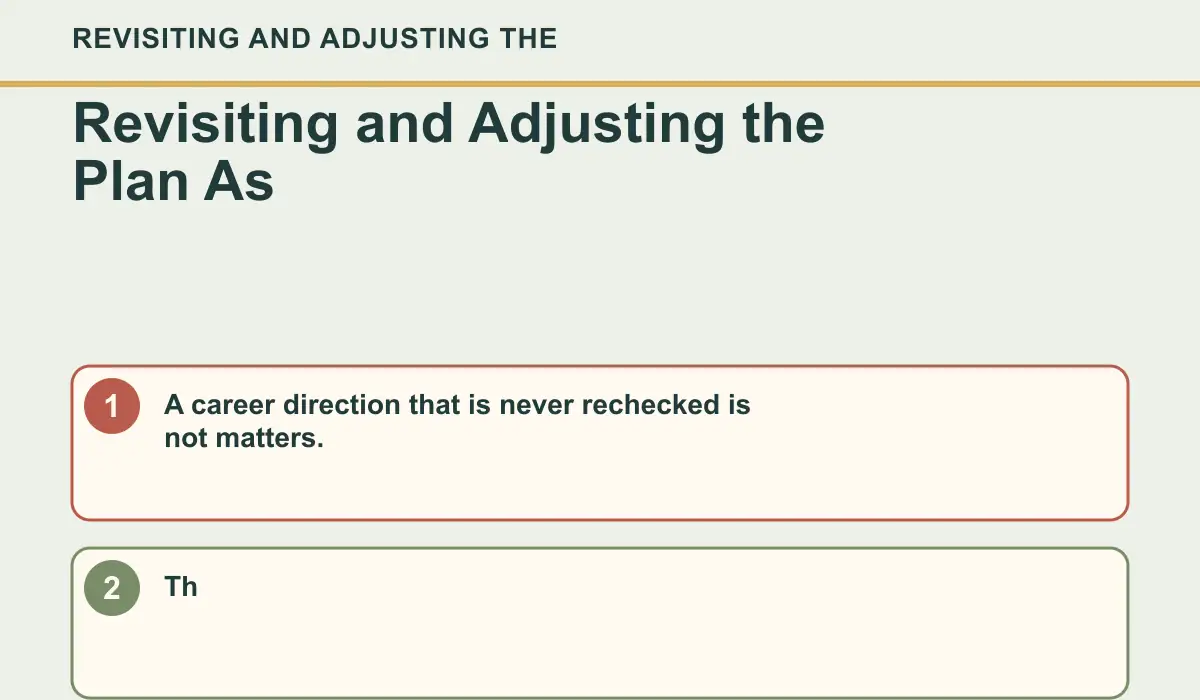 REVISITING AND ADJUSTING THE
Revisiting and Adjusting the
Plan As
1
A career direction that is never rechecked is
not matters.
2
Th